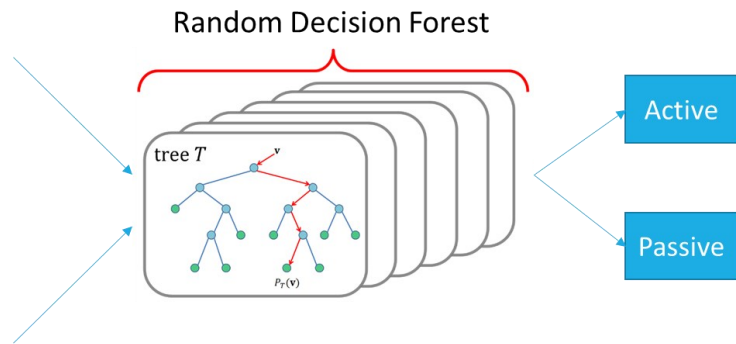 Random Decision Forest
tree T
v
P_T(v)
Active
Passive